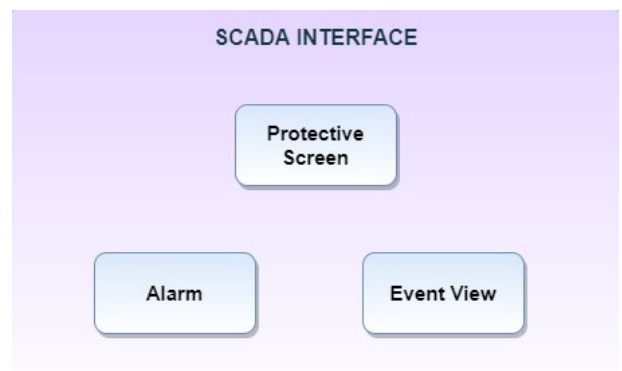 SCADA INTERFACE
Protective
Screen
Alarm
Event View